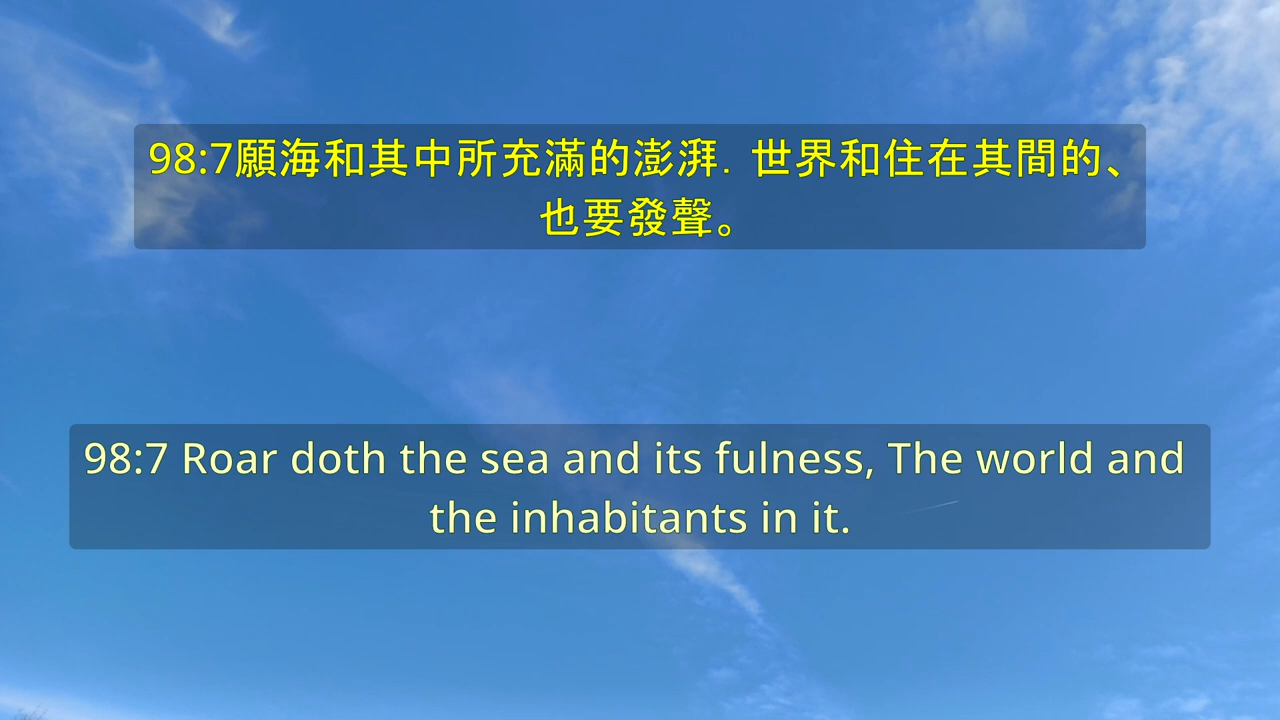 98:7願海和其中所充滿的澎湃．世界和住在其間的、
也要發聲。
98:7 Roar doth the sea and its fulness, The world and
the inhabitants in it.